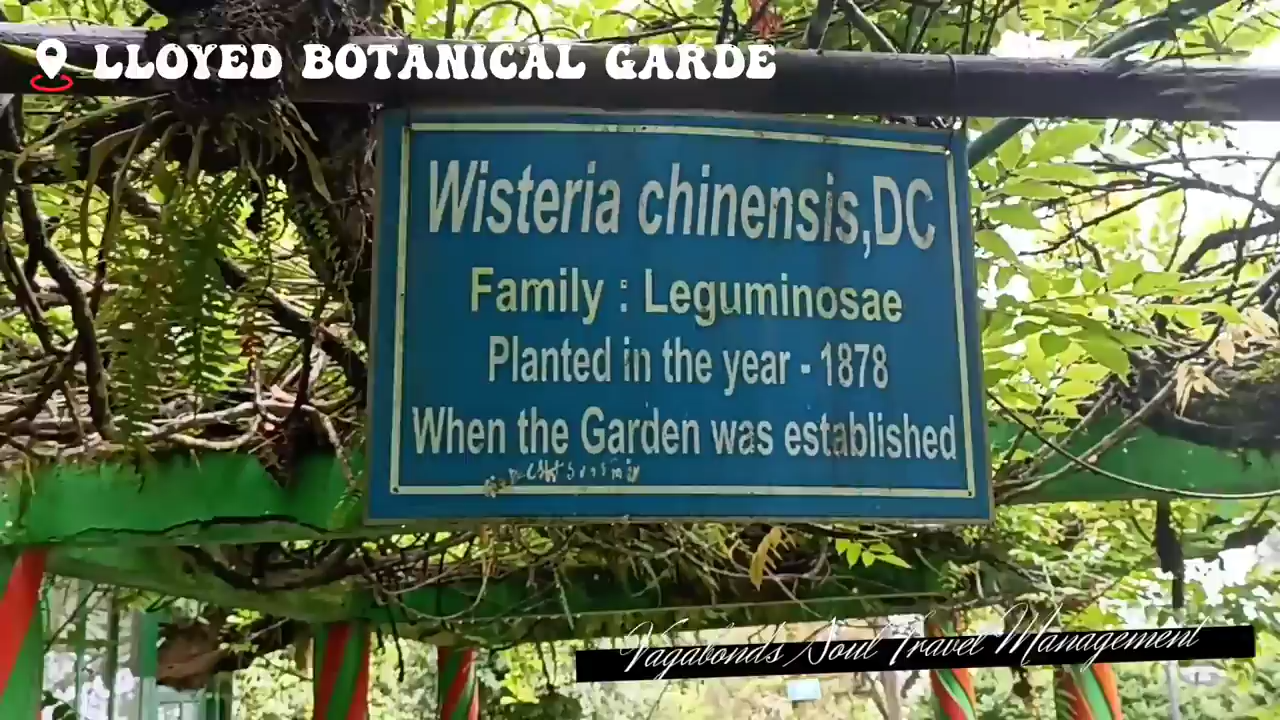 LLOYED BOTANICAL GARDE
Wisteria chinensis,DC
Family : Leguminosae
Planted in the year - 1878
When the Garden was established
Vagabond's Soul Travel Management